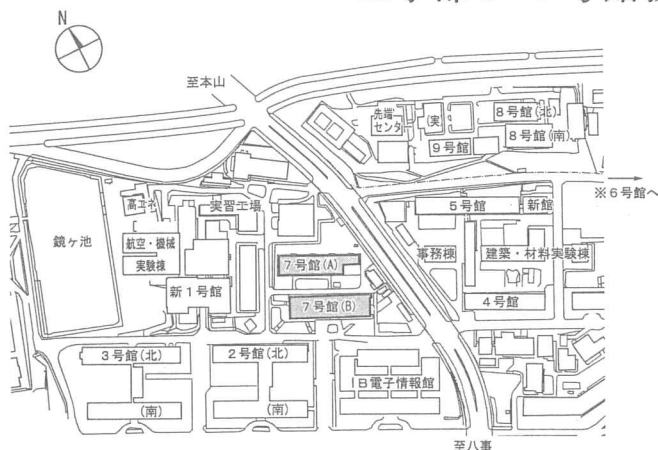 N
至本山
先端
センタ
(実)
8号館(北)
8号館(南)
9号館
※6号館へ
高エネ
実習工場
5号館
新館
鏡ヶ池
航空・機械
実験棟
7号館(A)
事務棟
建築・材料実験棟
新1号館
7号館(B)
4号館
3号館(北)
2号館(北)
IB電子情報館
(南)
(南)
至八事